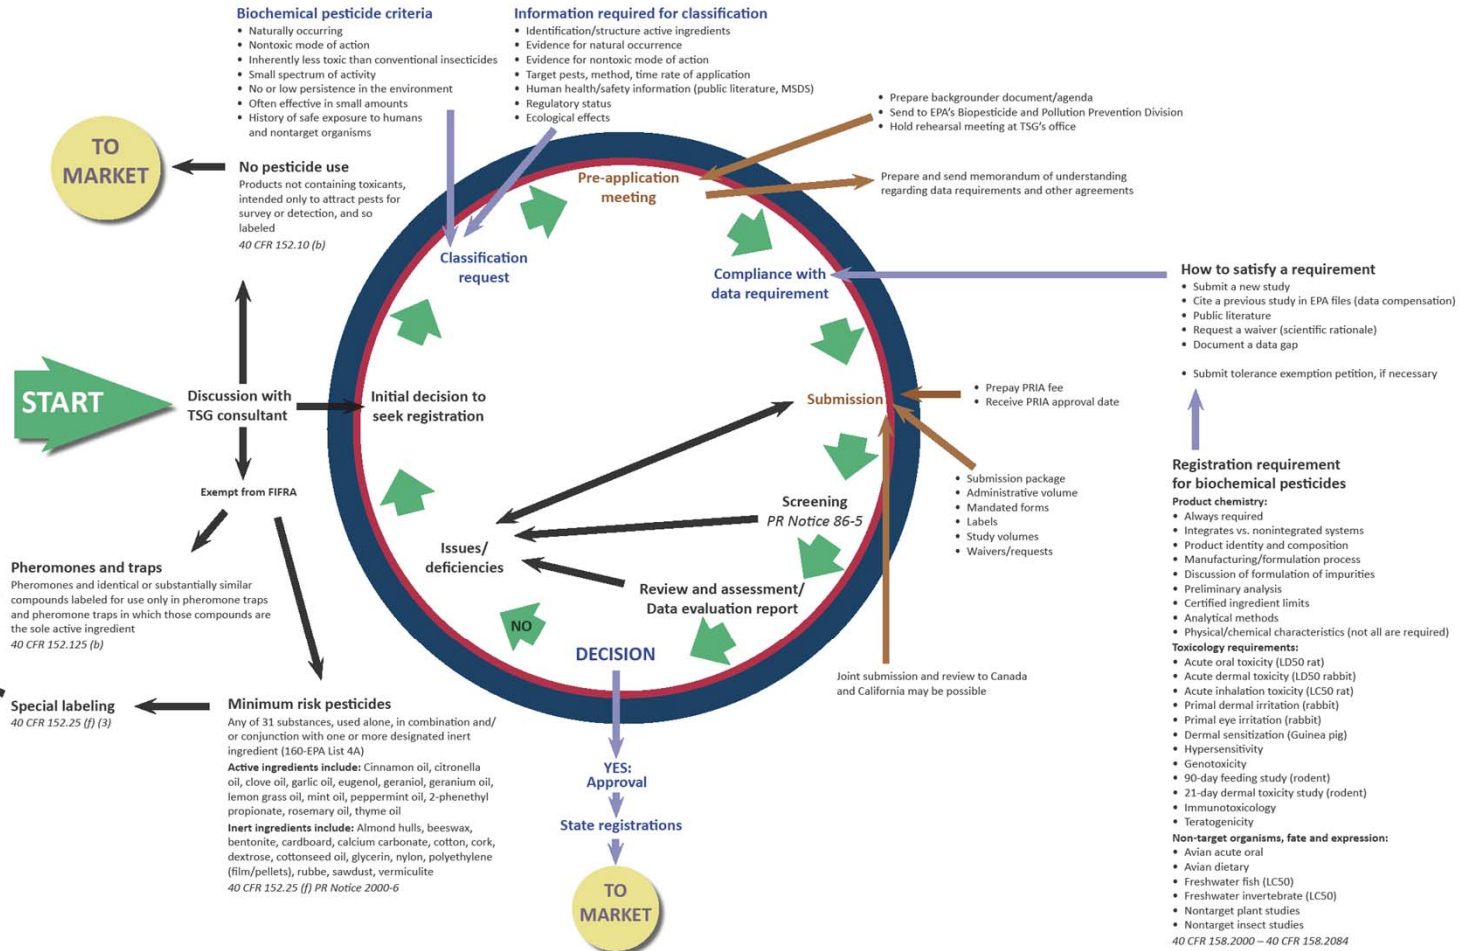 Biochemical pesticide criteria
• Naturally occurring
• Nontoxic mode of action
• Inherently less toxic than conventional insecticides
• Small spectrum of activity
• No or low persistence in the environment
• Often effective in small amounts
• History of safe exposure to humans
and nontarget organisms
Information required for classification
• Identification/structure active ingredients
• Evidence for natural occurrence
• Evidence for nontoxic mode of action
• Target pests, method, time rate of application
• Human health/safety information (public literature, MSDS)
• Regulatory status
• Ecological effects
• Prepare backgrounder document/agenda
• Send to EPA's Biopesticide and Pollution Prevention Division
• Hold rehearsal meeting at TSG's office
TO
MARKET
No pesticide use
Products not containing toxicants,
intended only to attract pests for
survey or detection, and so
labeled
40 CFR 152.10 (b)
Pre-application
meeting
Prepare and send memorandum of understanding
regarding data requirements and other agreements
Classification
request
Compliance with
data requirement
How to satisfy a requirement
• Submit a new study
• Cite a previous study in EPA files (data compensation)
• Public literature
• Request a waiver (scientific rationale)
• Document a data gap
• Submit tolerance exemption petition, if necessary
START
Discussion with
TSG consultant
Initial decision to
seek registration
Submission
• Prepay PRIA fee
• Receive PRIA approval date
Exempt from FIFRA
• Submission package
• Administrative volume
• Mandated forms
• Labels
• Study volumes
• Waivers/requests
Screening
PR Notice 86-5
Issues/
deficiencies
Review and assessment/
Data evaluation report
NO
DECISION
Joint submission and review to Canada
and California may be possible
Pheromones and traps
Pheromones and identical or substantially similar
compounds labeled for use only in pheromone traps
and pheromone traps in which those compounds are
the sole active ingredient
40 CFR 152.125 (b)
Special labeling
40 CFR 152.25 (f) (3)
Minimum risk pesticides
Any of 31 substances, used alone, in combination and/
or conjunction with one or more designated inert
ingredient (160-EPA List 4A)
Active ingredients include: Cinnamon oil, citronella
oil, clove oil, garlic oil, eugenol, geraniol, geranium oil,
lemon grass oil, mint oil, peppermint oil, 2-phenethyl
propionate, rosemary oil, thyme oil
Inert ingredients include: Almond hulls, beeswax,
bentonite, cardboard, calcium carbonate, cotton, cork,
dextrose, cottonseed oil, glycerin, nylon, polyethylene
(film/pellets), rubbe, sawdust, vermiculite
40 CFR 152.25 (f) PR Notice 2000-6
YES:
Approval
State registrations
TO
MARKET
Registration requirement
for biochemical pesticides
Product chemistry:
• Always required
• Integrates vs. nonintegrated systems
• Product identity and composition
• Manufacturing/formulation process
• Discussion of formulation of impurities
• Preliminary analysis
• Certified ingredient limits
• Analytical methods
• Physical/chemical characteristics (not all are required)
Toxicology requirements:
• Acute oral toxicity (LD50 rat)
• Acute dermal toxicity (LD50 rabbit)
• Acute inhalation toxicity (LC50 rat)
• Primal dermal irritation (rabbit)
• Primal eye irritation (rabbit)
• Dermal sensitization (Guinea pig)
• Hypersensitivity
• Genotoxicity
• 90-day feeding study (rodent)
• 21-day dermal toxicity study (rodent)
• Immunotoxicology
• Teratogenicity
Non-target organisms, fate and expression:
• Avian acute oral
• Avian dietary
• Freshwater fish (LC50)
• Freshwater invertebrate (LC50)
• Nontarget plant studies
• Nontarget insect studies
40 CFR 158.2000 – 40 CFR 158.2084